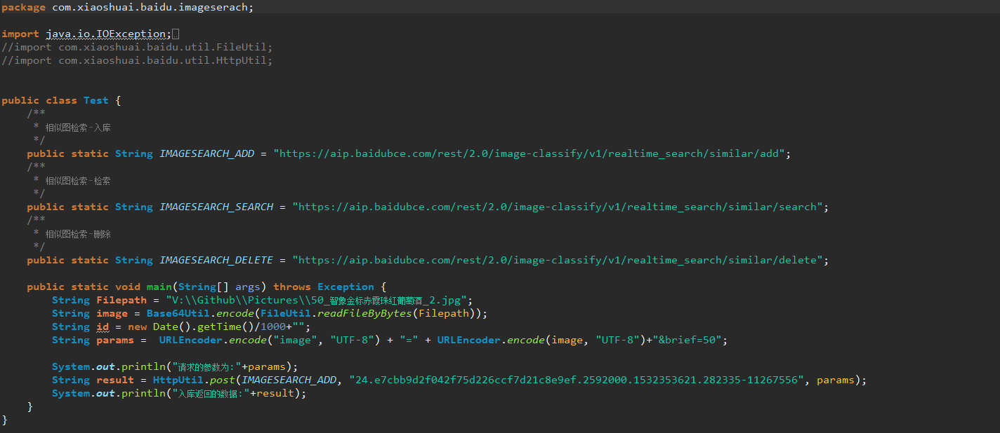 package com.xiaoshuai.baidu.imageserach;
import java.io.IOException;
//import com.xiaoshuai.baidu.util.FileUtil;
//import com.xiaoshuai.baidu.util.HttpUtil;
public class Test {
/**
* 相似图检索-入库
*/
public static String IMAGESEARCH_ADD = "https://aip.baidubce.com/rest/2.0/image-classify/v1/realtime_search/similar/add";
/**
* 相似图检索-检索
*/
public static String IMAGESEARCH_SEARCH = "https://aip.baidubce.com/rest/2.0/image-classify/v1/realtime_search/similar/search";
/**
* 相似图检索-删除
*/
public static String IMAGESEARCH_DELETE = "https://aip.baidubce.com/rest/2.0/image-classify/v1/realtime_search/similar/delete";
public static void main(String[] args) throws Exception {
String Filepath = "V:\\Github\\Pictures\\50_智象金标赤霞珠红葡萄酒_2.jpg";
String image = Base64Util.encode(FileUtil.readFileByBytes(Filepath));
String id = new Date().getTime()/1000+"";
String params =  URLEncoder.encode("image", "UTF-8") + "=" + URLEncoder.encode(image, "UTF-8")+"&brief=50";
System.out.println("请求的参数为:"+params);
String result = HttpUtil.post(IMAGESEARCH_ADD, "24.e7cbb9d2f042f75d226ccf7d21c8e9ef.2592000.1532353621.282335-11267556", params);
System.out.println("入库返回的数据:"+result);
}
}